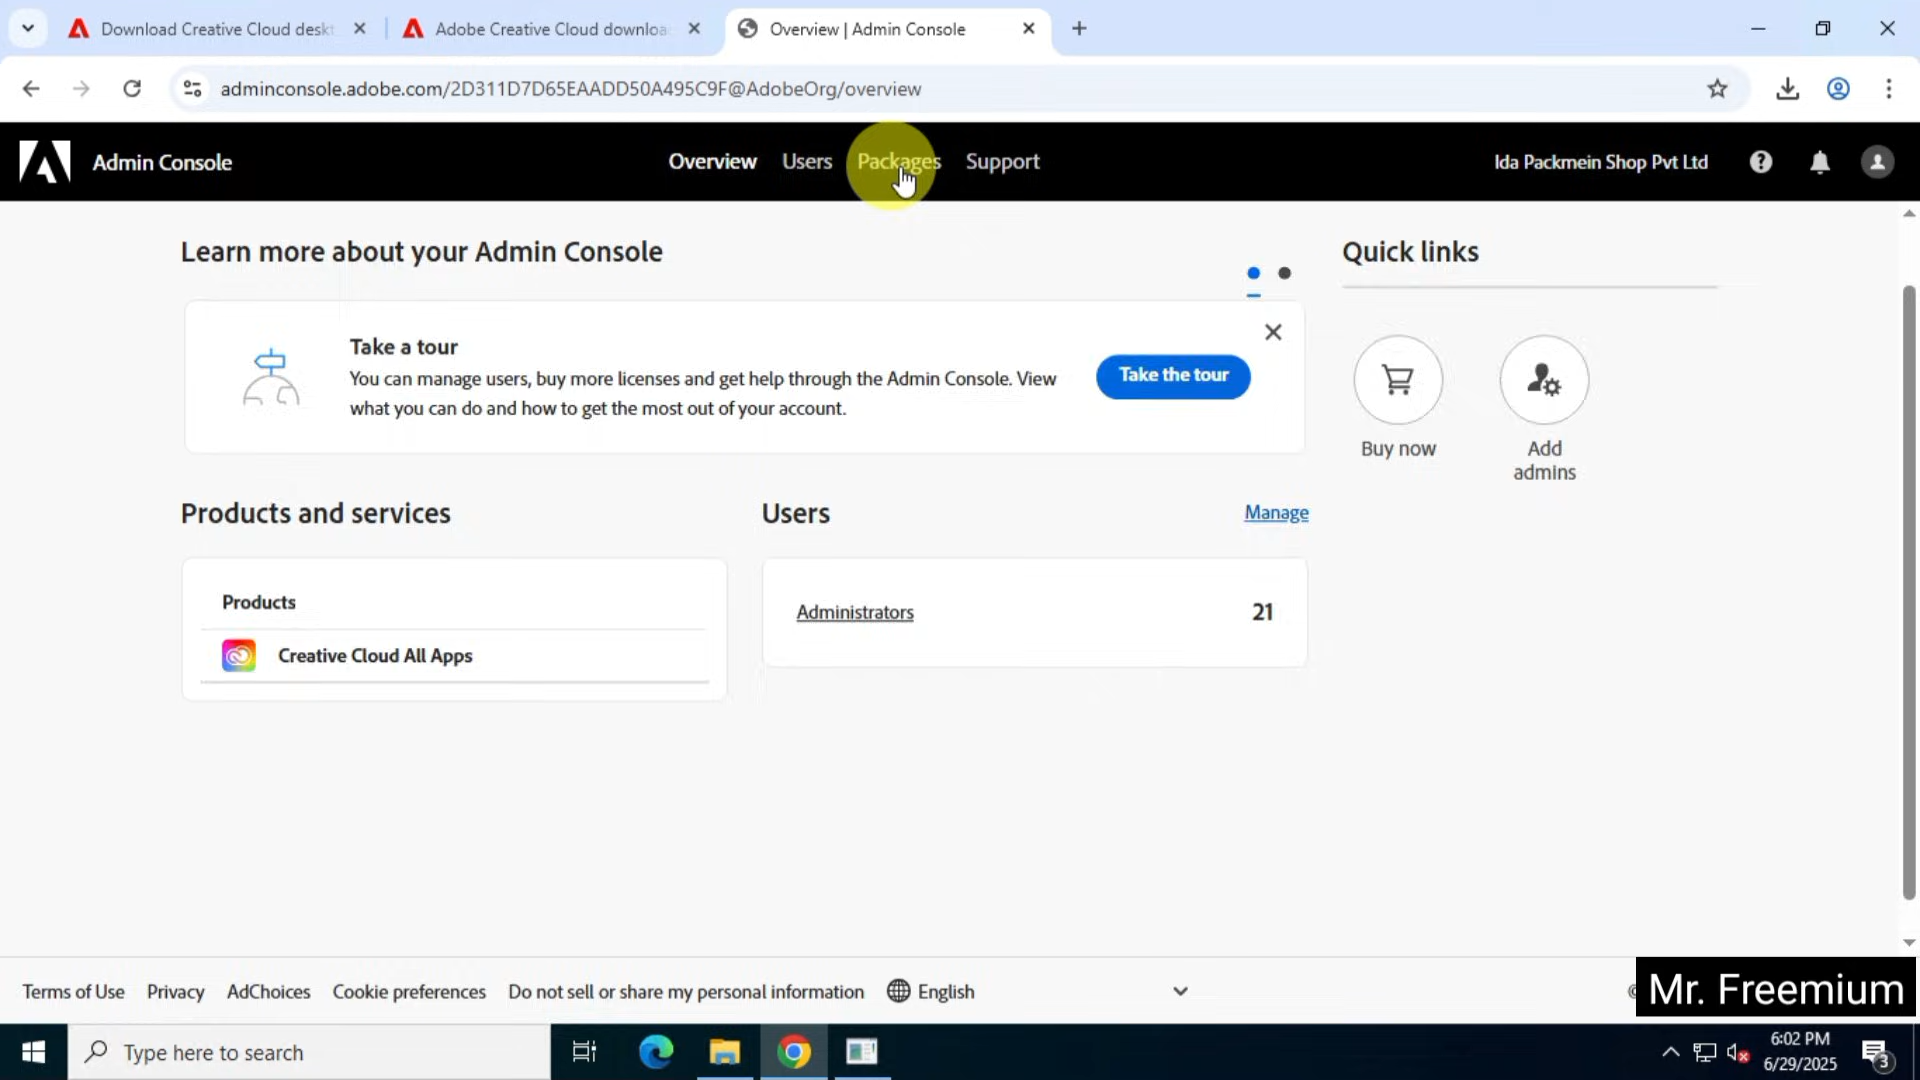 Download Creative Cloud deskt
Adobe Creative Cloud downloa
Overview | Admin Console
adminconsole.adobe.com/2D311D7D65EAADD50A495C9F@AdobeOrg/overview
Admin Console
Overview
Users
Packages
Support
Ida Packmein Shop Pvt Ltd
Learn more about your Admin Console
Quick links
Take a tour
You can manage users, buy more licenses and get help through the Admin Console. View
what you can do and how to get the most out of your account.
Take the tour
Buy now
Add
admins
Products and services
Users
Manage
Products
Creative Cloud All Apps
Administrators
21
Terms of Use
Privacy
AdChoices
Cookie preferences
Do not sell or share my personal information
English
Mr. Freemium
Type here to search
6:02 PM
6/29/2025
3